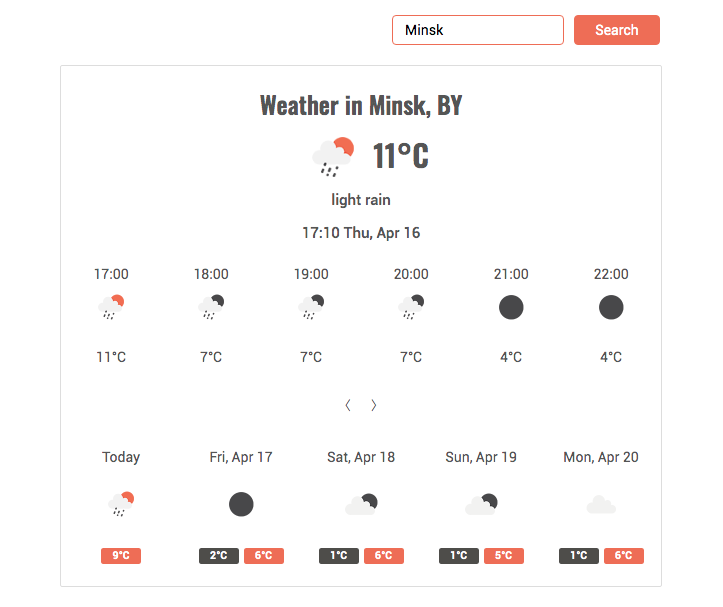 Minsk Search
Weather in Minsk, BY
11°C
light rain
17:10 Thu, Apr 16
17:00 18:00 19:00 20:00 21:00 22:00
11°C 7°C 7°C 7°C 4°C 4°C
Today Fri, Apr 17 Sat, Apr 18 Sun, Apr 19 Mon, Apr 20
9°C 2°C 6°C 1°C 6°C 1°C 5°C 1°C 6°C